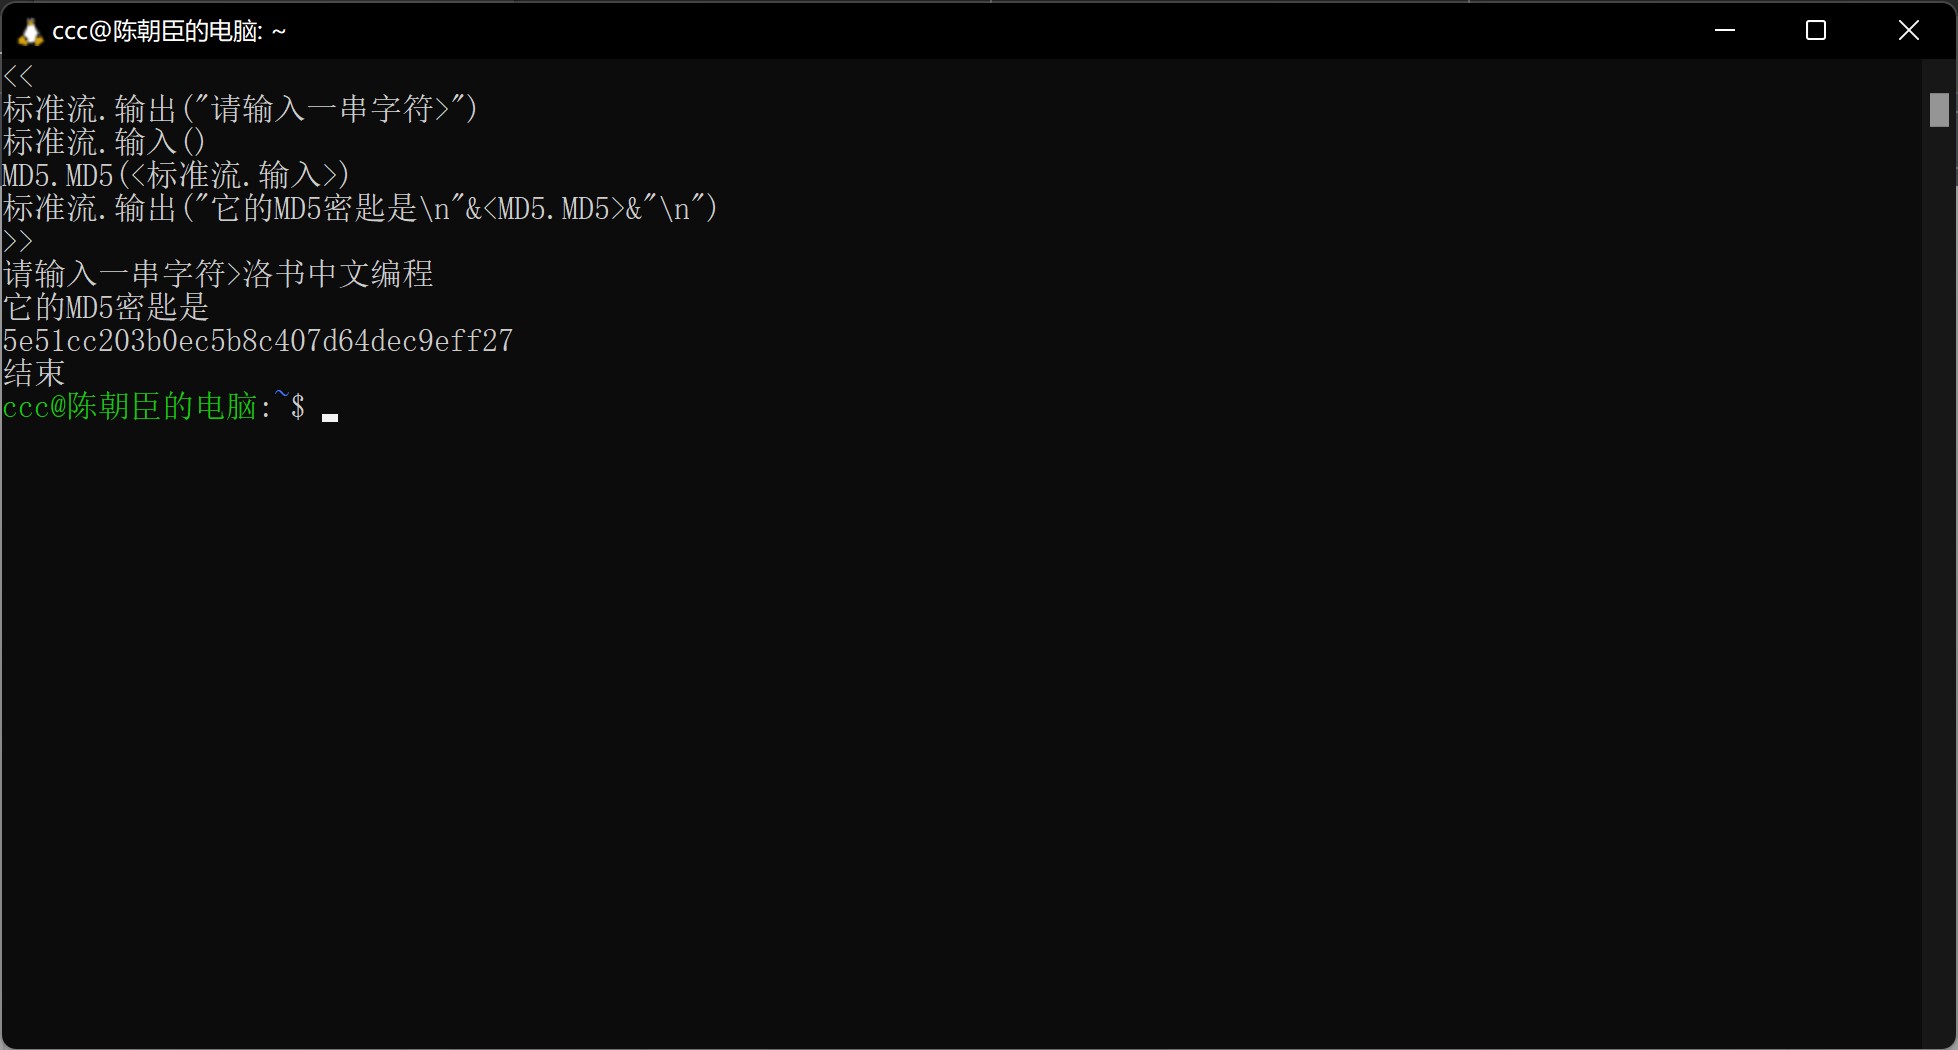 ccc@陈朝臣的电脑: ~
<<
标准流.输出("请输入一串字符>")
标准流.输入()
MD5.MD5(<标准流.输入>)
标准流.输出("它的MD5密匙是\n"&<MD5.MD5>&"\n")
>>
请输入一串字符>洛书中文编程
它的MD5密匙是
5e51cc203b0ec5b8c407d64dec9eff27
结束
ccc@陈朝臣的电脑:~$